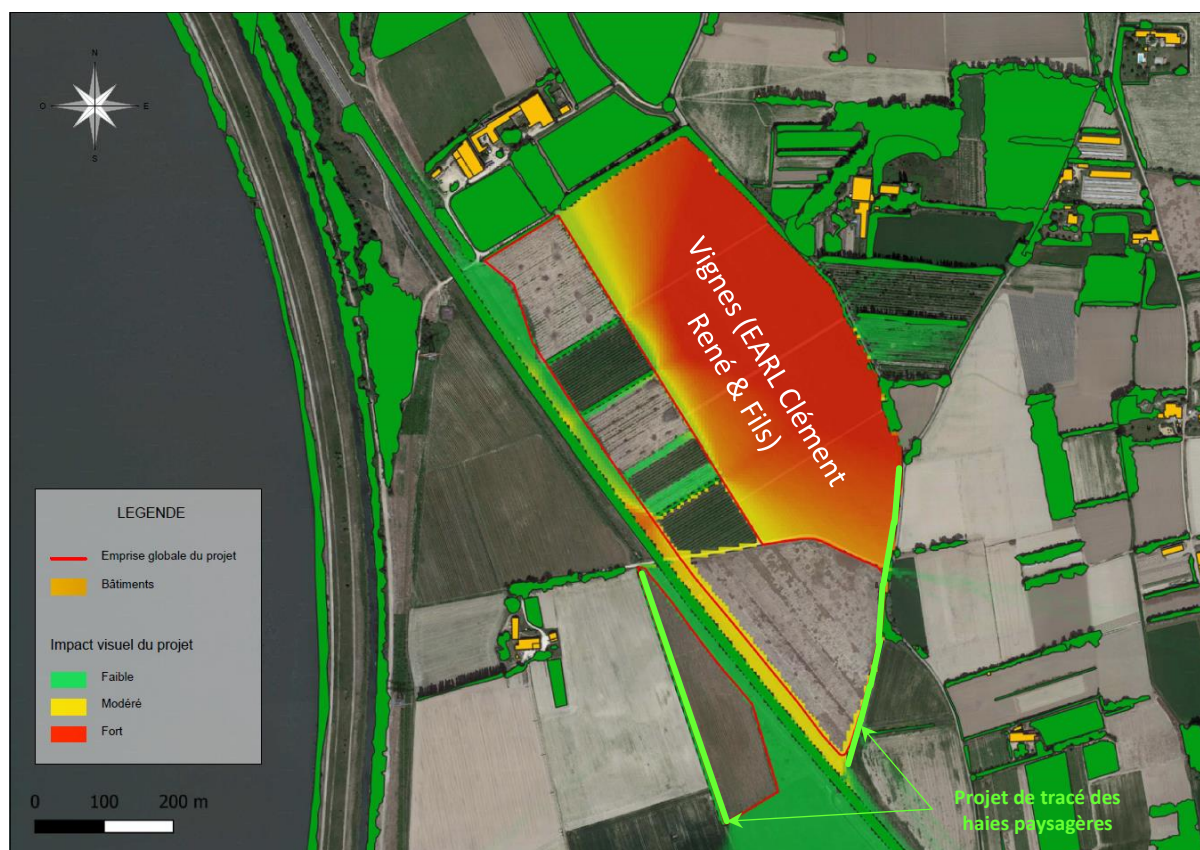 N
O
E
S
Vignes (EARL Clément
René & Fils)
LEGENDE
Emprise globale du projet
Bâtiments
Impact visuel du projet
Faible
Modéré
Fort
0 100 200 m
Projet de tracé des
haies paysagères